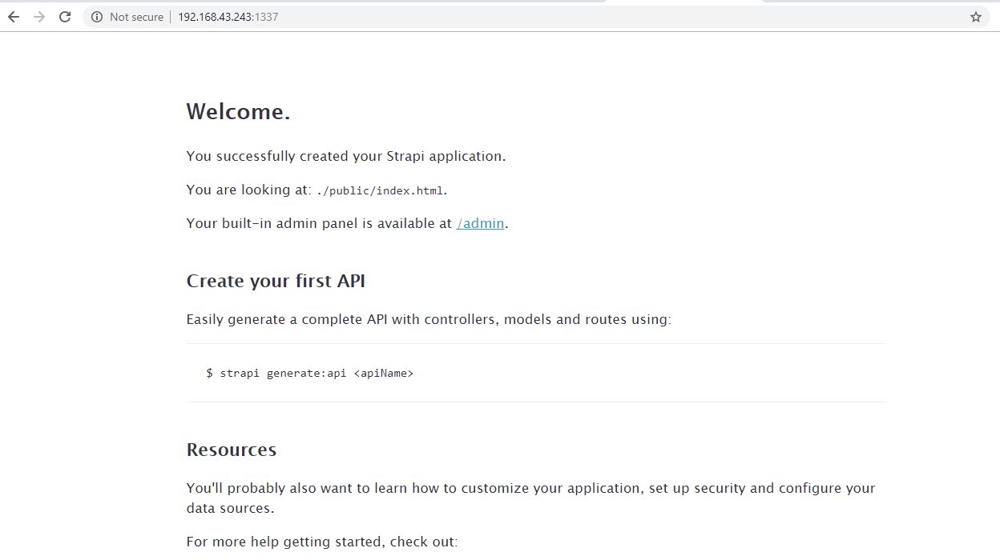 Not secure | 192.168.43.243:1337
Welcome.
You successfully created your Strapi application.
You are looking at: ./public/index.html.
Your built-in admin panel is available at /admin.
Create your first API
Easily generate a complete API with controllers, models and routes using:
$ strapi generate:api <apiName>
Resources
You'll probably also want to learn how to customize your application, set up security and configure your
data sources.
For more help getting started, check out: